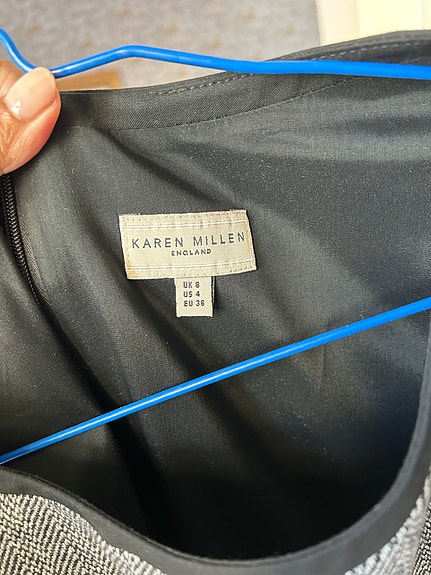 KAREN MILLEN
ENGLAND
UK 8
US 4
EU 36